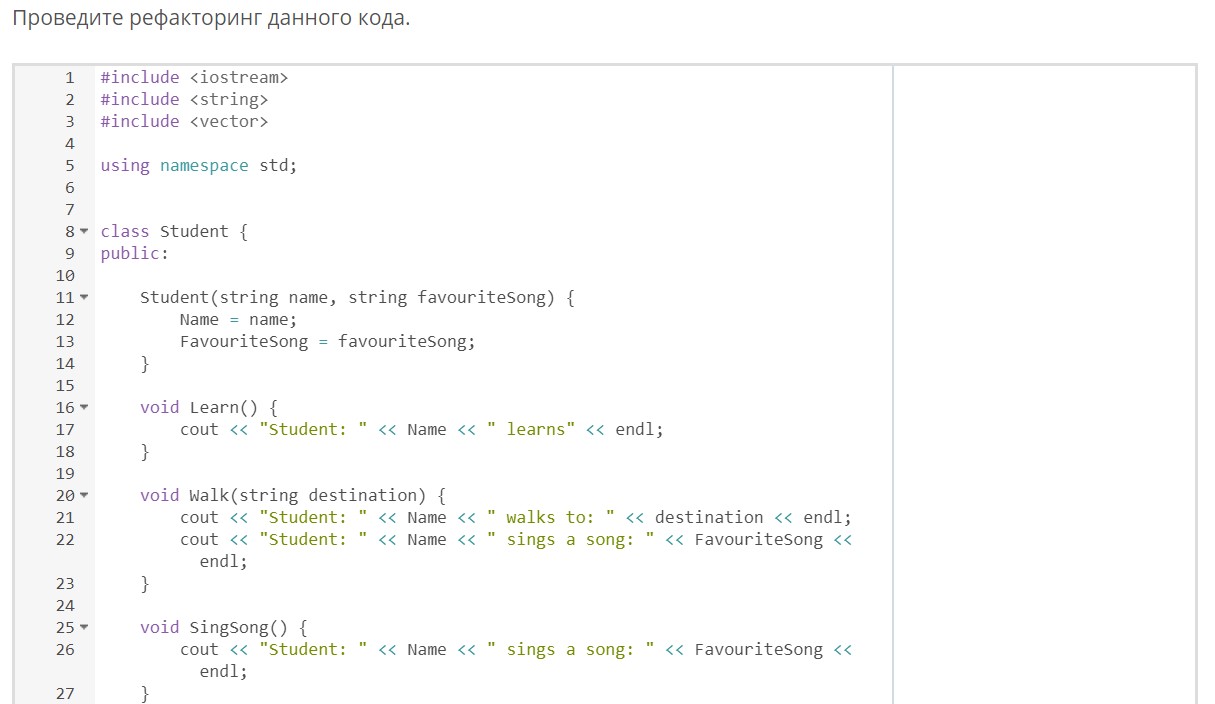 Проведите рефакторинг данного кода.
1 #include <iostream>
2 #include <string>
3 #include <vector>
4
5 using namespace std;
6
7
8 class Student {
9 public:
10
11     Student(string name, string favouriteSong) {
12         Name = name;
13         FavouriteSong = favouriteSong;
14     }
15
16     void Learn() {
17         cout << "Student: " << Name << " learns" << endl;
18     }
19
20     void Walk(string destination) {
21         cout << "Student: " << Name << " walks to: " << destination << endl;
22         cout << "Student: " << Name << " sings a song: " << FavouriteSong <<
endl;
23     }
24
25     void SingSong() {
26         cout << "Student: " << Name << " sings a song: " << FavouriteSong <<
endl;
27     }